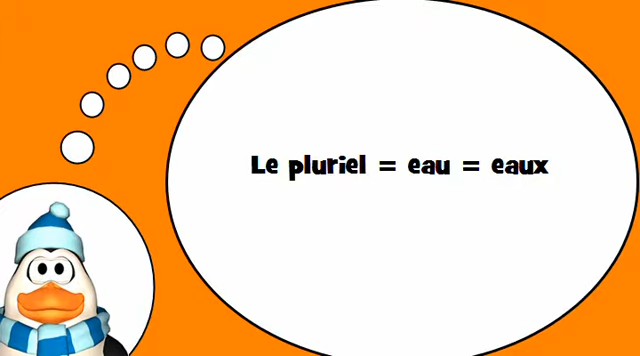 Le pluriel = eau = eaux